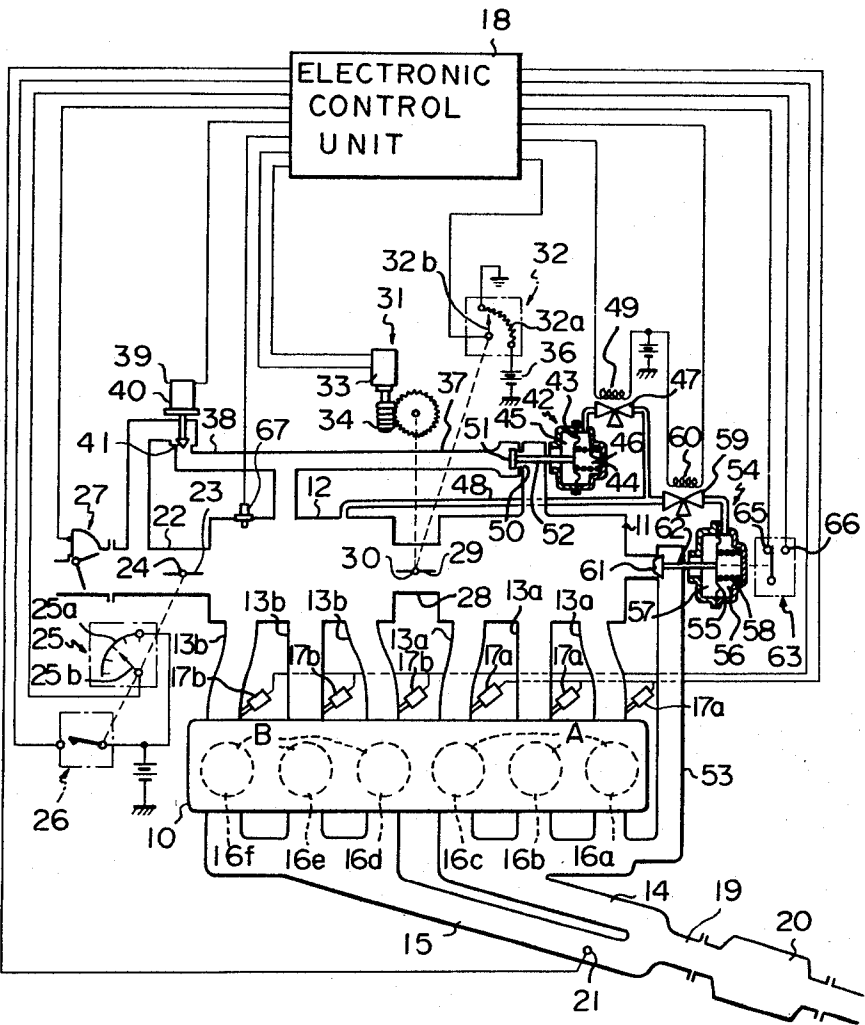 18
ELECTRONIC
CONTROL
UNIT
32b
32
31
32a
49
39
33
36
43
47
40
37
42
34
45
46
41
38
67
51
60
59
44
54
27
23
12
48
50
52
65
22
11
62
66
24
30
29
61
25a
13b
13b
28
13a
13a
13a
57
58
25
55
56
63
25b
17b
17b
17b
17a
17a
17a
B
A
53
26
10
16f
16e
16d
16c
16b
16a
14
19
20
15
21